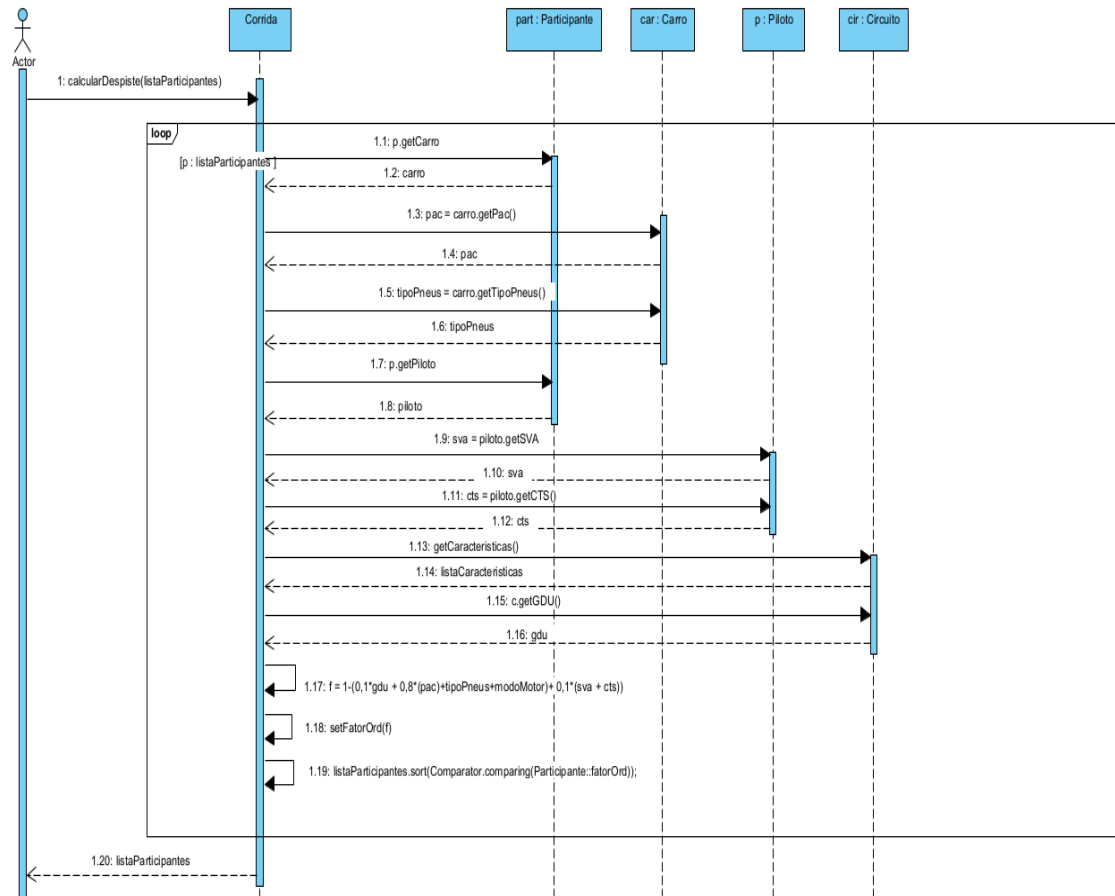 Corrida
part : Participante
car : Carro
p : Piloto
cir : Circuito
Actor
1: calcularDespiste(listaParticipantes)
loop
1.1: p.getCarro
[p : listaParticipantes ]
1.2: carro
1.3: pac = carro.getPac()
1.4: pac
1.5: tipoPneus = carro.getTipoPneus()
1.6: tipoPneus
1.7: p.getPiloto
1.8: piloto
1.9: sva = piloto.getSVA
1.10: sva
1.11: cts = piloto.getCTS()
1.12: cts
1.13: getCaracteristicas()
1.14: listaCaracteristicas
1.15: c.getGDU()
1.16: gdu
1.17: f = 1-(0,1*gdu + 0,8*(pac)+tipoPneus+modoMotor)+ 0,1*(sva + cts))
1.18: setFatorOrd(f)
1.19: listaParticipantes.sort(Comparator.comparing(Participante::fatorOrd));
1.20: listaParticipantes